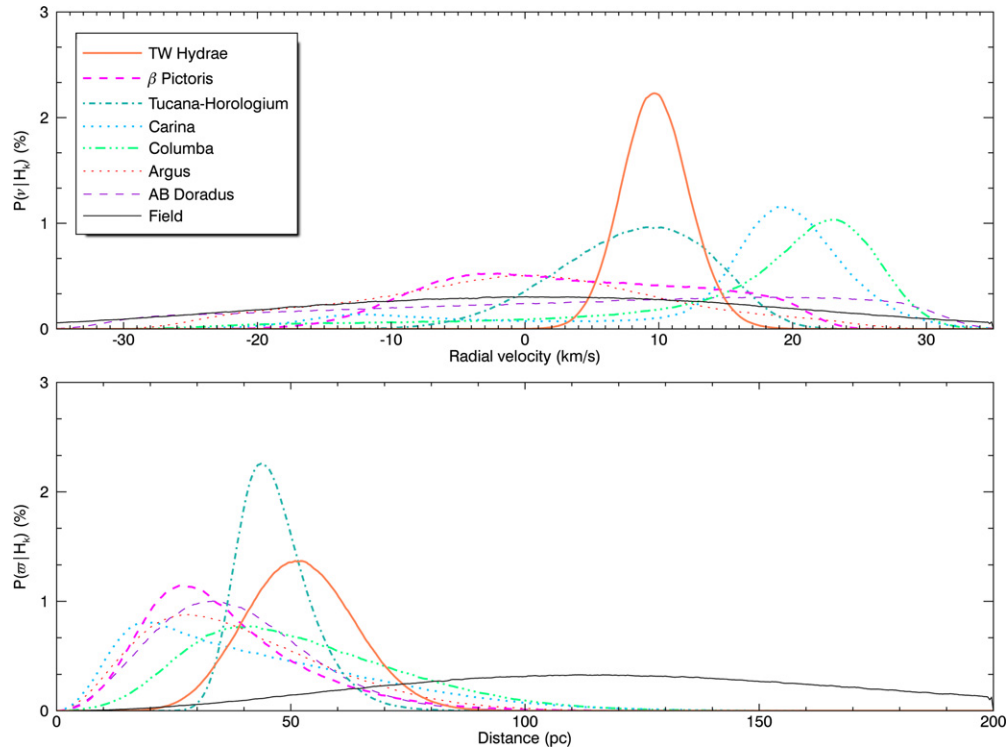 3
2
1
0
P(ν|Hₖ) (%)
TW Hydrae
β Pictoris
Tucana-Horologium
Carina
Columba
Argus
AB Doradus
Field
-30 -20 -10 0 10 20 30
Radial velocity (km/s)
3
2
1
0
P(ϖ|Hₖ) (%)
0 50 100 150 200
Distance (pc)